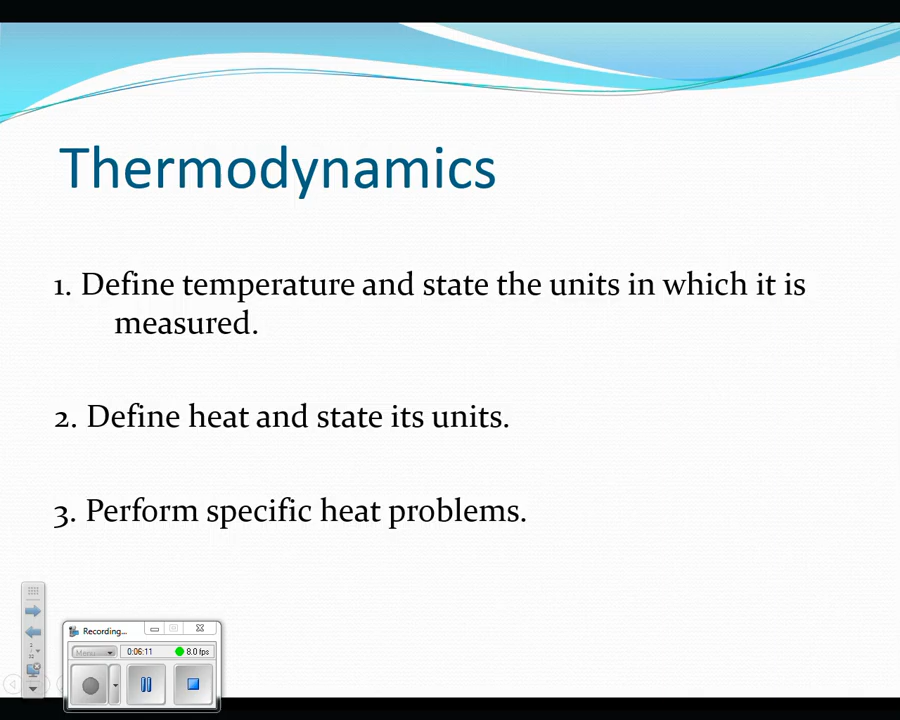 Thermodynamics
1. Define temperature and state the units in which it is
measured.
2. Define heat and state its units.
3. Perform specific heat problems.
Recording...
Menu
0:06:11
8.0 fps